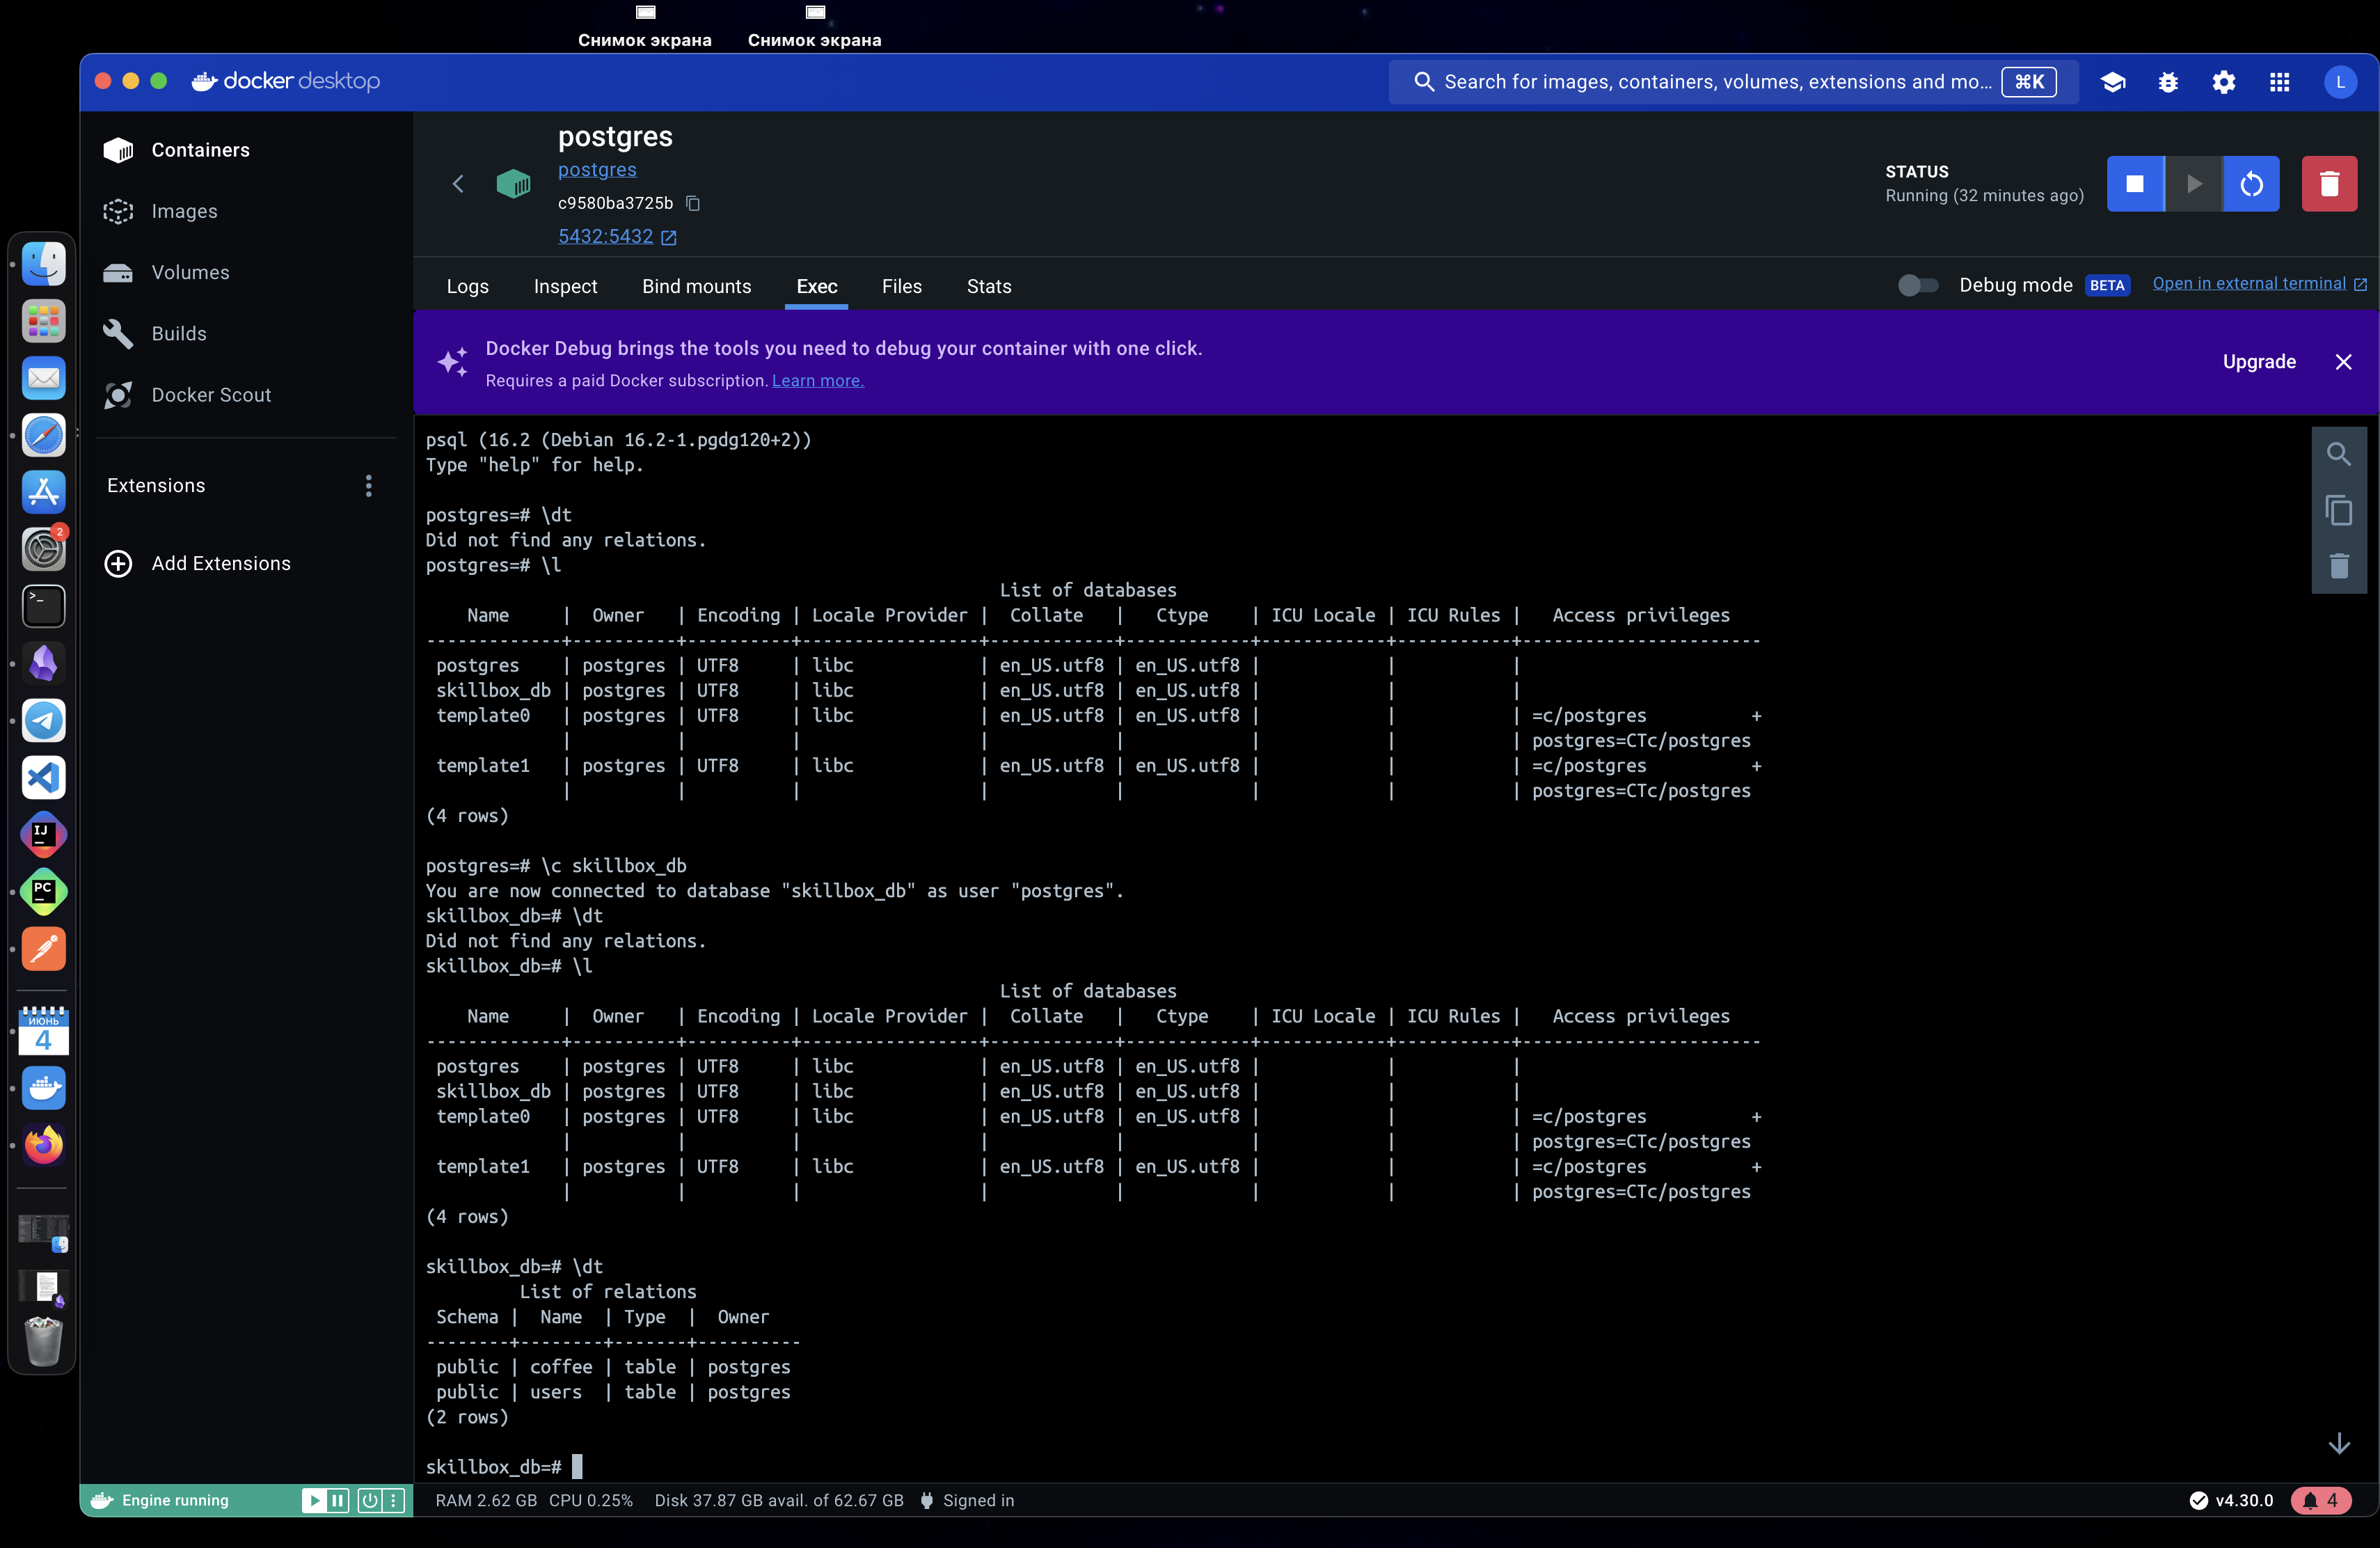 Снимок экрана
Снимок экрана
docker desktop
Search for images, containers, volumes, extensions and mo... ⌘K
L
Containers
Images
Volumes
Builds
Docker Scout
Extensions
Add Extensions
postgres
postgres
c9580ba3725b
5432:5432
STATUS
Running (32 minutes ago)
Logs Inspect Bind mounts Exec Files Stats
Debug mode BETA Open in external terminal
Docker Debug brings the tools you need to debug your container with one click.
Requires a paid Docker subscription. Learn more.
Upgrade
psql (16.2 (Debian 16.2-1.pgdg120+2))
Type "help" for help.
postgres=# \dt
Did not find any relations.
postgres=# \l
List of databases
Name | Owner | Encoding | Locale Provider | Collate | Ctype | ICU Locale | ICU Rules | Access privileges
-------------+----------+----------+-----------------+------------+------------+------------+-----------+-----------------------
postgres | postgres | UTF8 | libc | en_US.utf8 | en_US.utf8 | | |
skillbox_db | postgres | UTF8 | libc | en_US.utf8 | en_US.utf8 | | |
template0 | postgres | UTF8 | libc | en_US.utf8 | en_US.utf8 | | | =c/postgres +
| | | | | | | | postgres=CTc/postgres
template1 | postgres | UTF8 | libc | en_US.utf8 | en_US.utf8 | | | =c/postgres +
| | | | | | | | postgres=CTc/postgres
(4 rows)
postgres=# \c skillbox_db
You are now connected to database "skillbox_db" as user "postgres".
skillbox_db=# \dt
Did not find any relations.
skillbox_db=# \l
List of databases
Name | Owner | Encoding | Locale Provider | Collate | Ctype | ICU Locale | ICU Rules | Access privileges
-------------+----------+----------+-----------------+------------+------------+------------+-----------+-----------------------
postgres | postgres | UTF8 | libc | en_US.utf8 | en_US.utf8 | | |
skillbox_db | postgres | UTF8 | libc | en_US.utf8 | en_US.utf8 | | |
template0 | postgres | UTF8 | libc | en_US.utf8 | en_US.utf8 | | | =c/postgres +
| | | | | | | | postgres=CTc/postgres
template1 | postgres | UTF8 | libc | en_US.utf8 | en_US.utf8 | | | =c/postgres +
| | | | | | | | postgres=CTc/postgres
(4 rows)
skillbox_db=# \dt
List of relations
Schema | Name | Type | Owner
--------+--------+-------+----------
public | coffee | table | postgres
public | users | table | postgres
(2 rows)
skillbox_db=#
2
>_
IJ
PC
ИЮНЬ
4
Engine running
RAM 2.62 GB CPU 0.25% Disk 37.87 GB avail. of 62.67 GB Signed in
v4.30.0
4